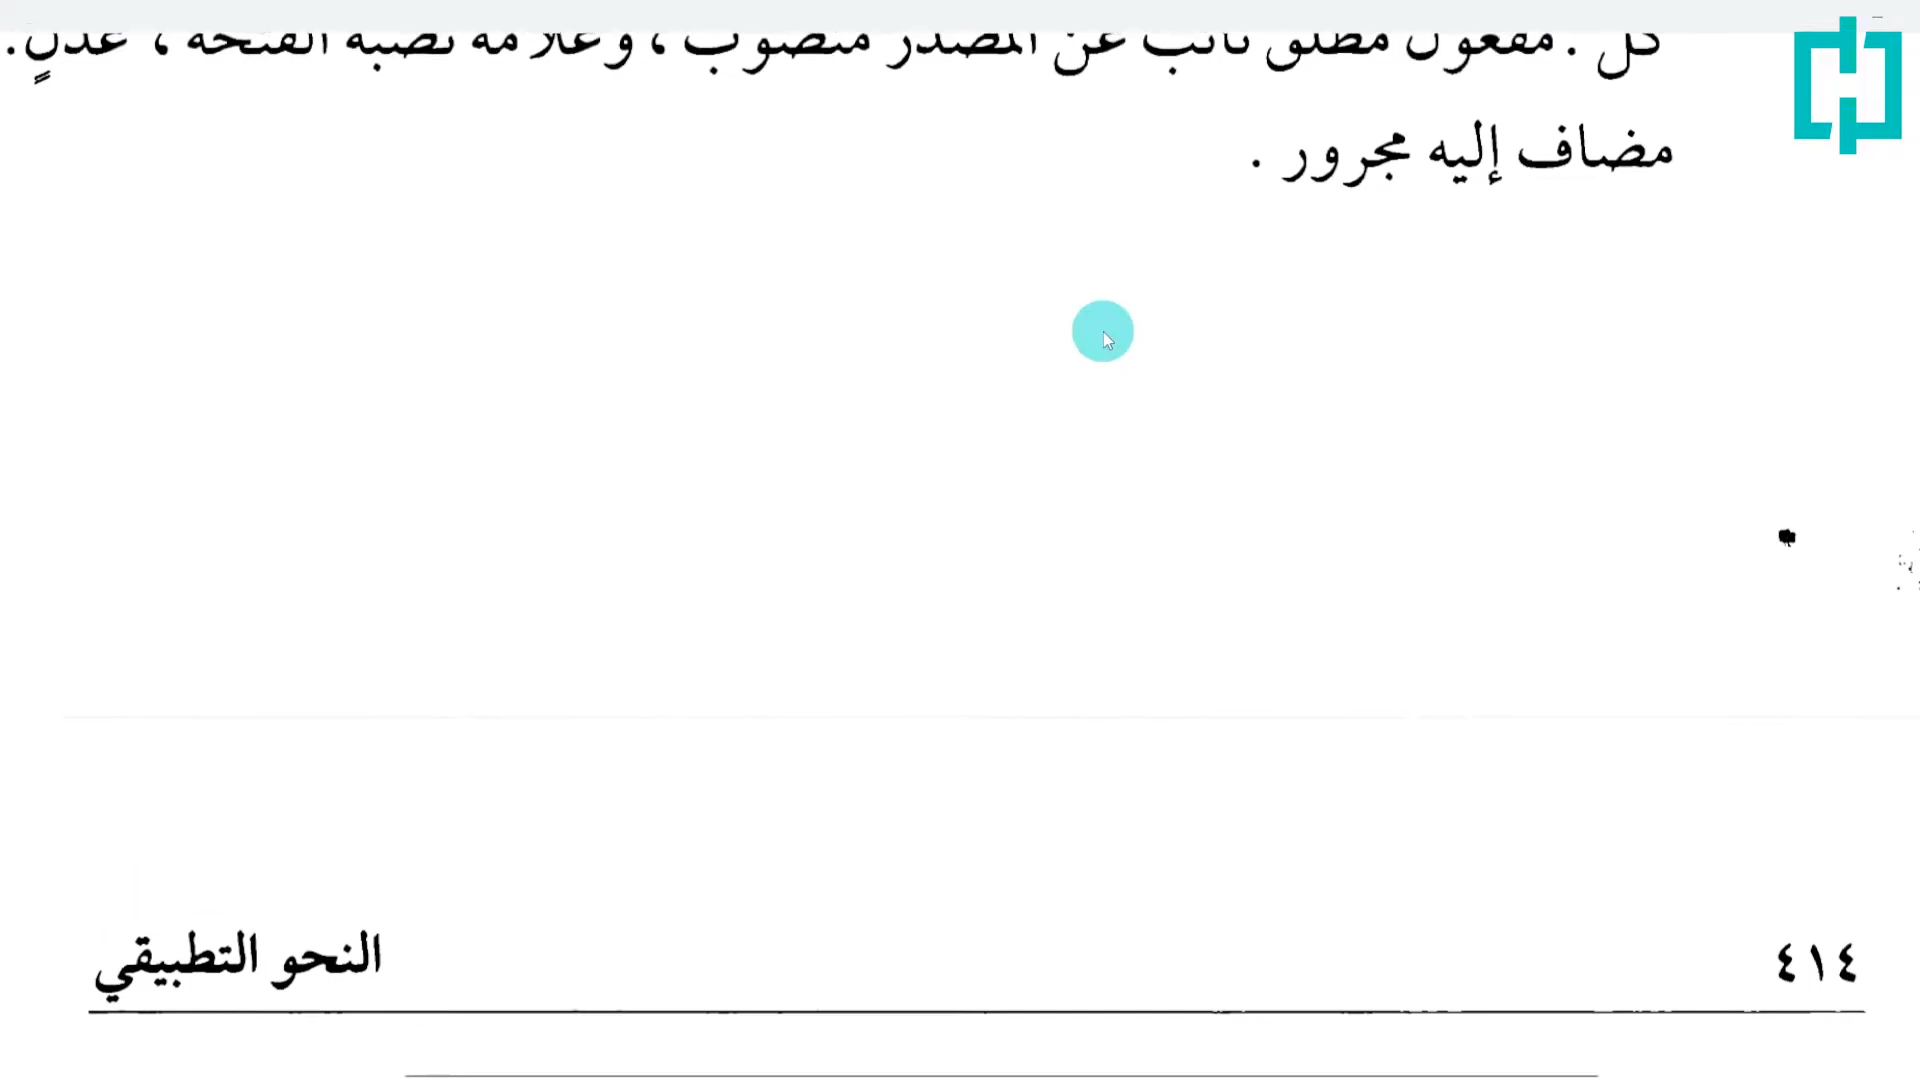 كل . مفعول مطلق نائب عن المصدر منصوب ، وعلامة نصبه الفتحة ، عدلٍ .
مضاف إليه مجرور .
٤١٤
النحو التطبيقي